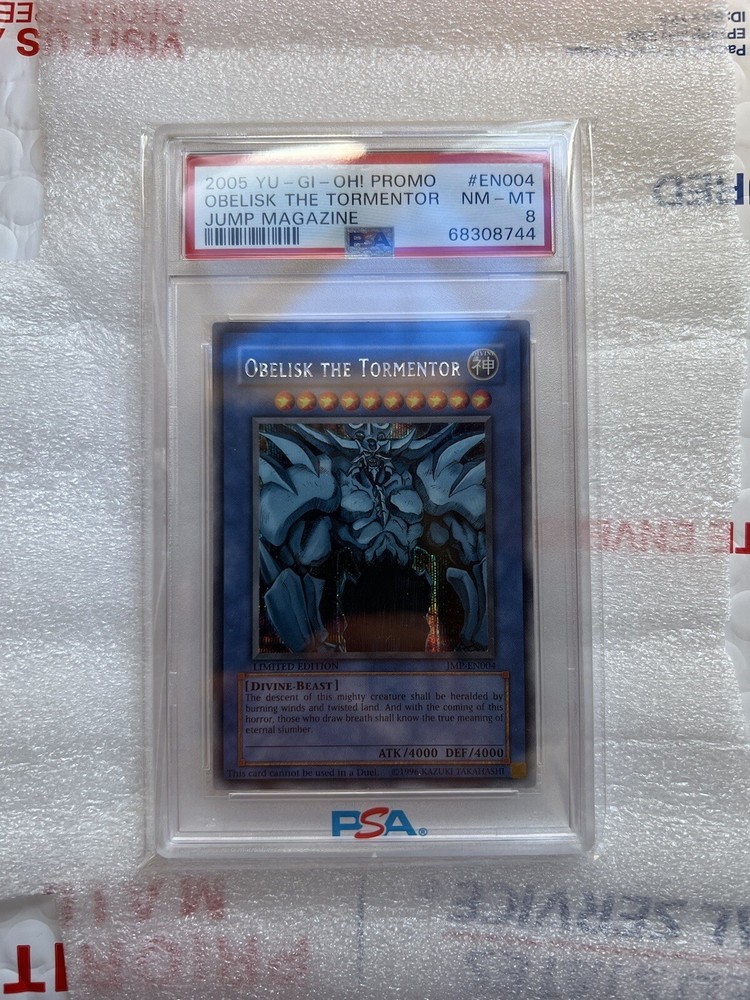 2005 YU-GI-OH! PROMO #EN004
OBELISK THE TORMENTOR NM-MT
JUMP MAGAZINE 8
PSA 68308744
OBELISK THE TORMENTOR
DIVINE
神
LIMITED EDITION JMP-EN004
[DIVINE-BEAST]
The descent of this mighty creature shall be heralded by
burning winds and twisted land. And with the coming of this
horror, those who draw breath shall know the true meaning of
eternal slumber.
ATK/4000 DEF/4000
This card cannot be used in a Duel. ©1996 KAZUKI TAKAHASHI
PSA®